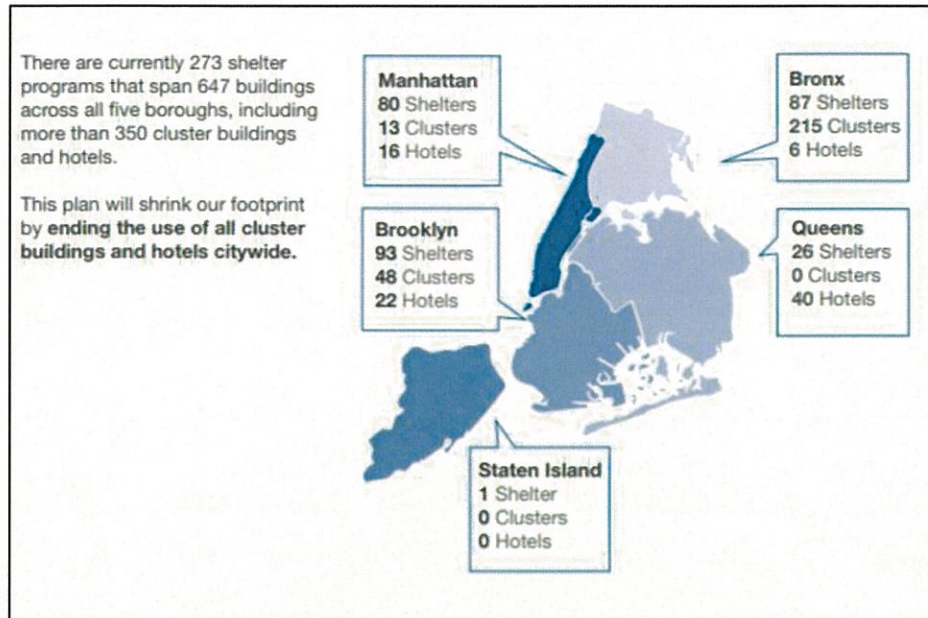 There are currently 273 shelter
programs that span 647 buildings
across all five boroughs, including
more than 350 cluster buildings
and hotels.
This plan will shrink our footprint
by ending the use of all cluster
buildings and hotels citywide.
Manhattan
80 Shelters
13 Clusters
16 Hotels
Bronx
87 Shelters
215 Clusters
6 Hotels
Brooklyn
93 Shelters
48 Clusters
22 Hotels
Queens
26 Shelters
0 Clusters
40 Hotels
Staten Island
1 Shelter
0 Clusters
0 Hotels